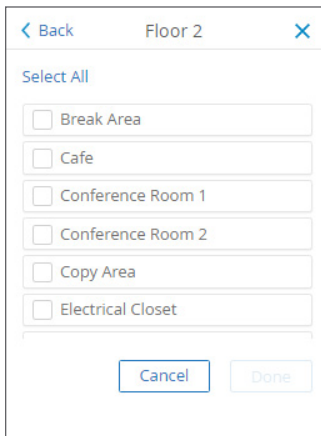 Back Floor 2
Select All
Break Area
Cafe
Conference Room 1
Conference Room 2
Copy Area
Electrical Closet
Cancel Done